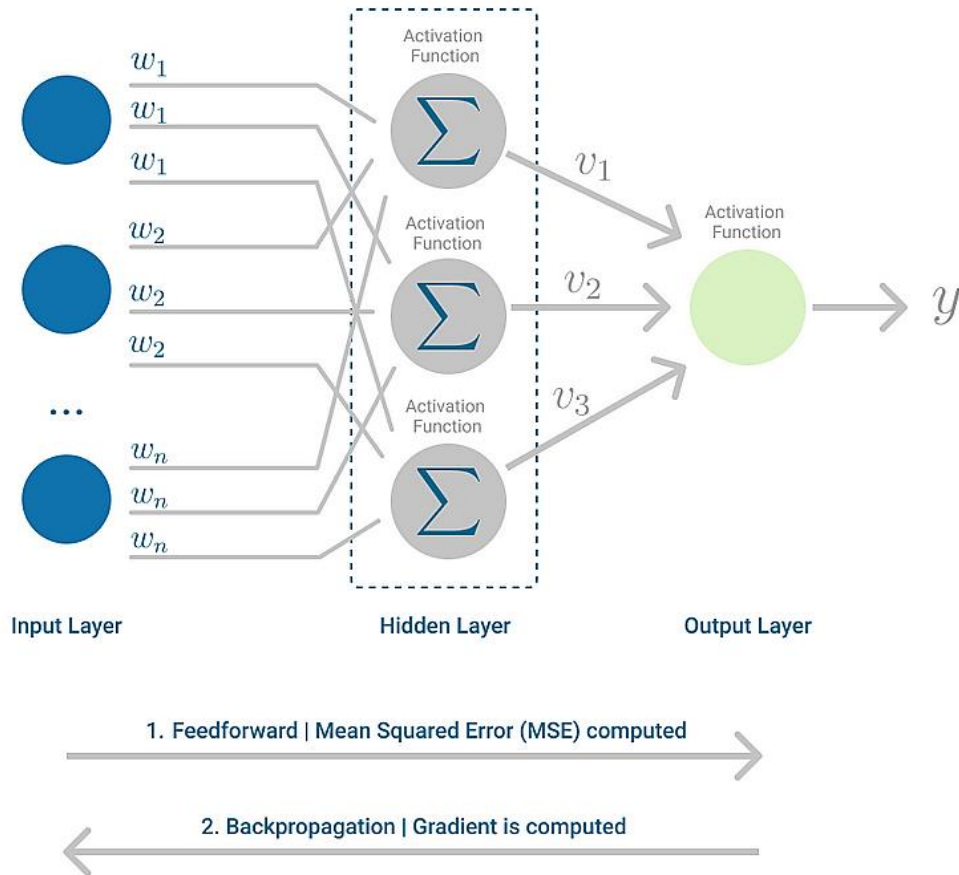 Activation
Function
w₁
w₁
w₁
Σ
v₁
w₂
w₂
w₂
Activation
Function
Σ
v₂
Activation
Function
y
...
Activation
Function
v₃
wₙ
wₙ
wₙ
Σ
Input Layer
Hidden Layer
Output Layer
1. Feedforward | Mean Squared Error (MSE) computed
2. Backpropagation | Gradient is computed